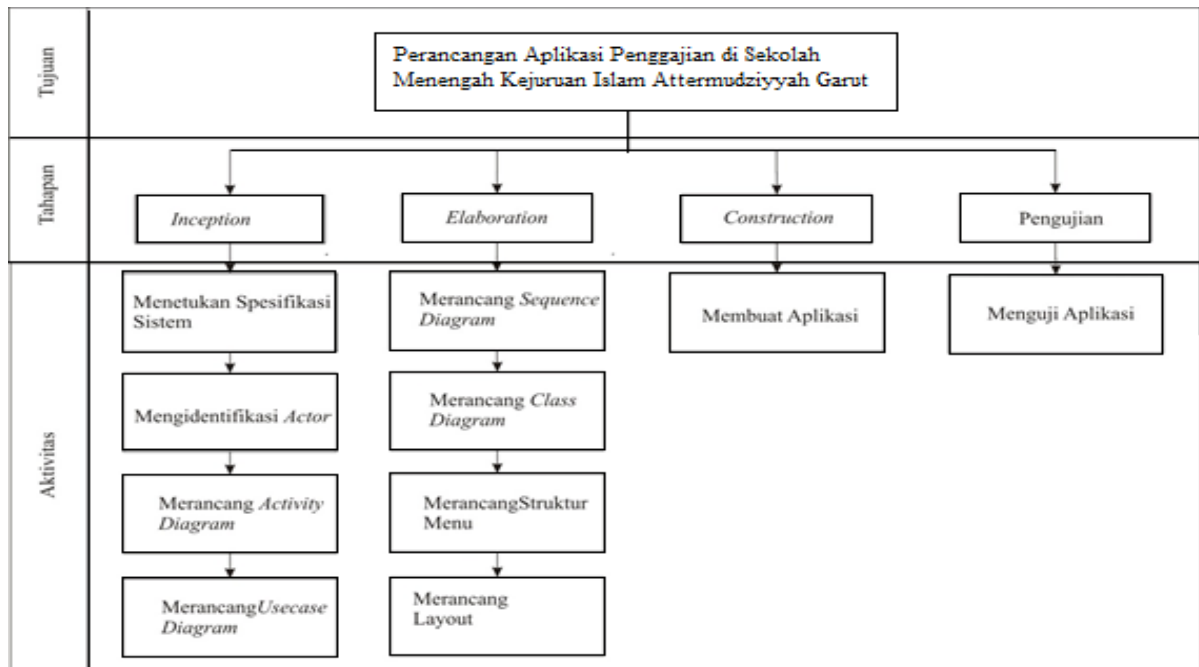 Tujuan
Perancangan Aplikasi Penggajian di Sekolah
Menengah Kejuruan Islam Attermudziyyah Garut
Tahapan
Inception
Elaboration
Construction
Pengujian
Aktivitas
Menetukan Spesifikasi
Sistem
Mengidentifikasi Actor
Merancang Activity
Diagram
MerancangUsecase
Diagram
Merancang Sequence
Diagram
Merancang Class
Diagram
MerancangStruktur
Menu
Merancang
Layout
Membuat Aplikasi
Menguji Aplikasi